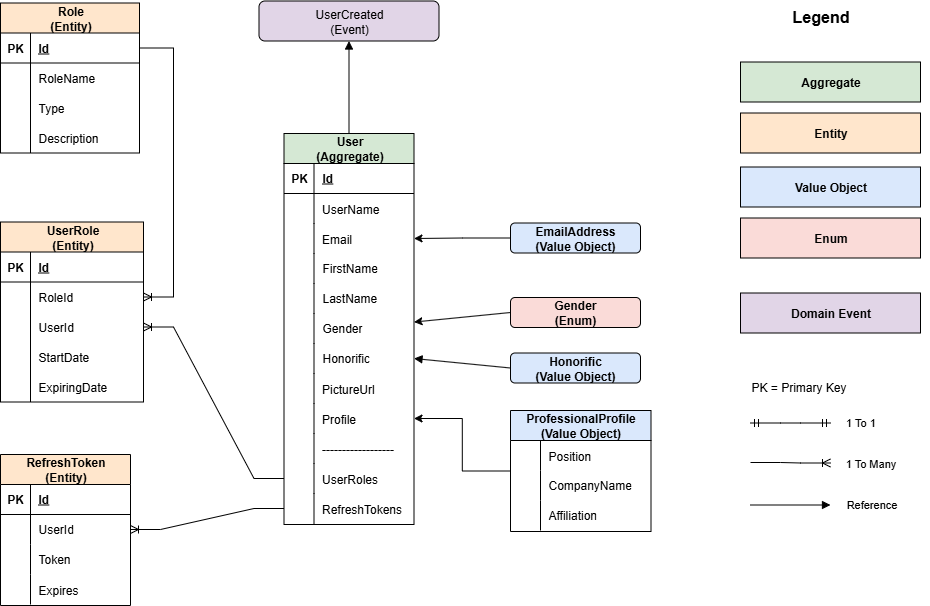 Role
(Entity)
PK Id
RoleName
Type
Description
UserRole
(Entity)
PK Id
RoleId
UserId
StartDate
ExpiringDate
RefreshToken
(Entity)
PK Id
UserId
Token
Expires
UserCreated
(Event)
User
(Aggregate)
PK Id
UserName
Email
FirstName
LastName
Gender
Honorific
PictureUrl
Profile
-------------------
UserRoles
RefreshTokens
EmailAddress
(Value Object)
Gender
(Enum)
Honorific
(Value Object)
ProfessionalProfile
(Value Object)
Position
CompanyName
Affiliation
Legend
Aggregate
Entity
Value Object
Enum
Domain Event
PK = Primary Key
1 To 1
1 To Many
Reference